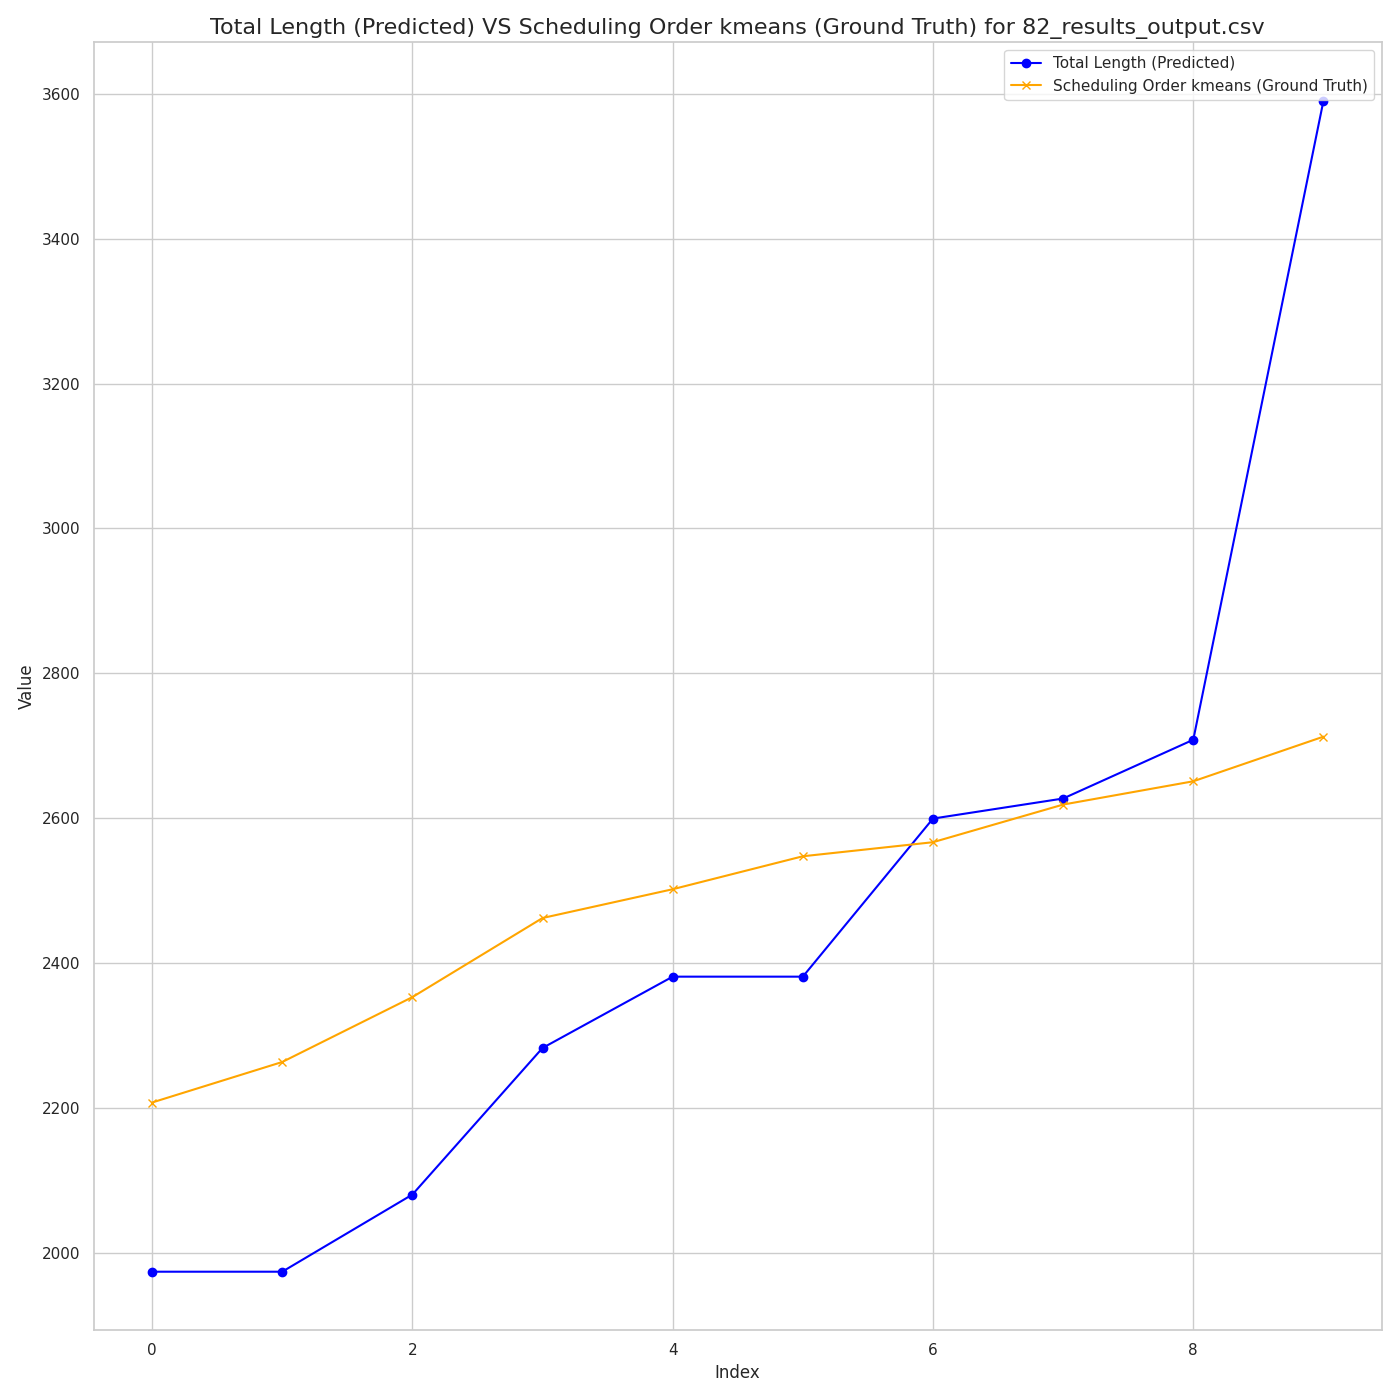 Total Length (Predicted) VS Scheduling Order kmeans (Ground Truth) for 82_results_output.csv
Total Length (Predicted)
Scheduling Order kmeans (Ground Truth)
3600
3400
3200
3000
2800
2600
2400
2200
2000
Value
0
2
4
6
8
Index